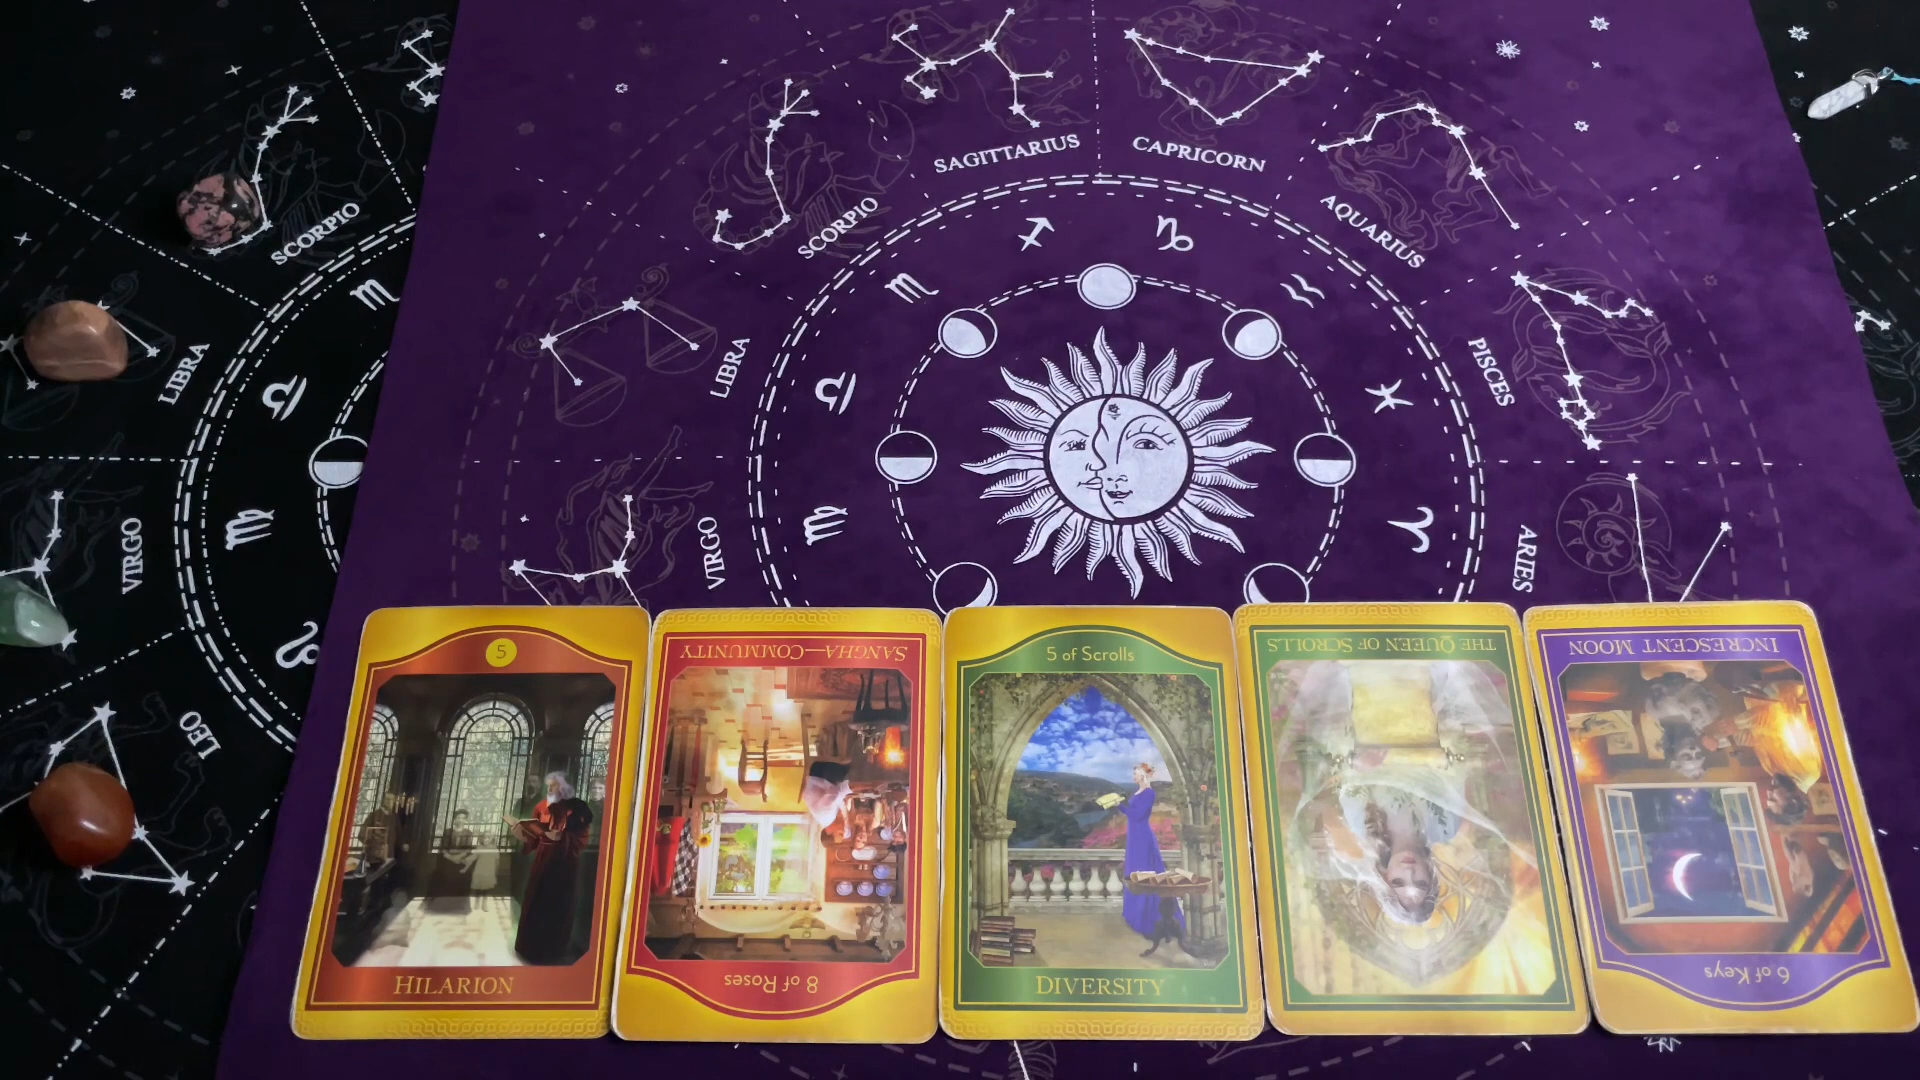 SAGITTARIUS
CAPRICORN
SCORPIO
AQUARIUS
SCORPIO
LIBRA
LIBRA
PISCES
VIRGO
VIRGO
ARIES
LEO
5
HILARION
SANGHA—COMMUNITY
8 of Roses
5 of Scrolls
DIVERSITY
THE QUEEN OF SCROLLS
INCRESCENT MOON
6 of Keys